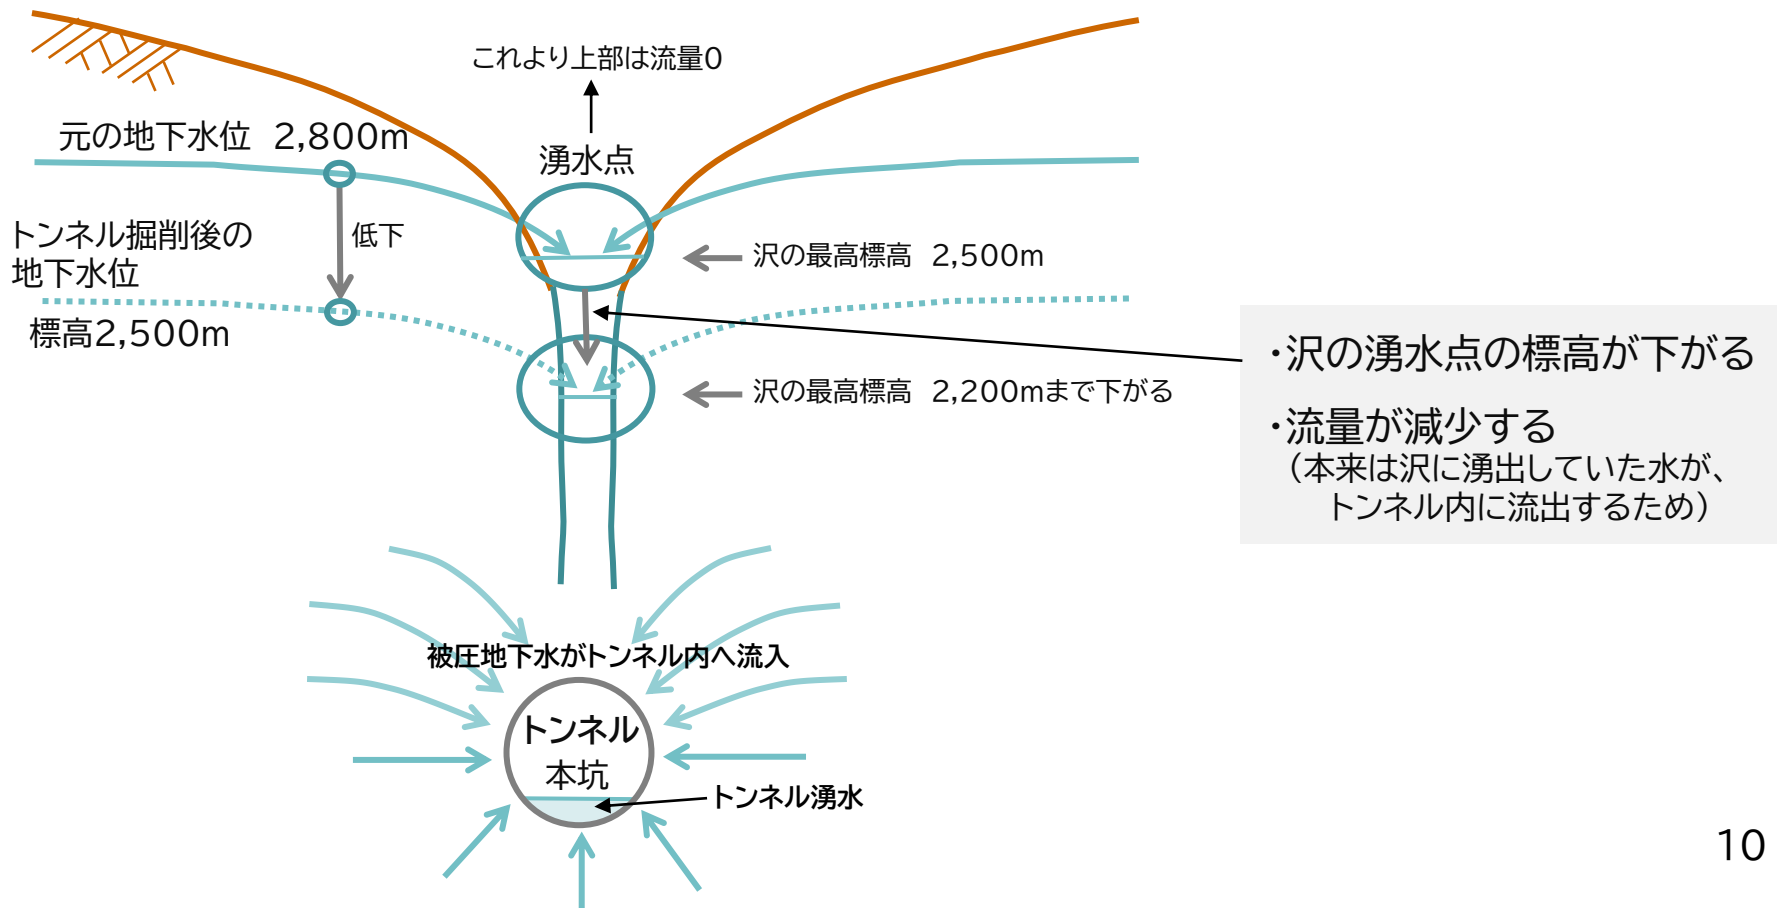 これより上部は流量0
元の地下水位　2,800m
湧水点
トンネル掘削後の
地下水位
低下
沢の最高標高　2,500m
標高2,500m
沢の最高標高　2,200mまで下がる
・沢の湧水点の標高が下がる
・流量が減少する
（本来は沢に湧出していた水が、
トンネル内に流出するため）
被圧地下水がトンネル内へ流入
トンネル
本坑
トンネル湧水
10